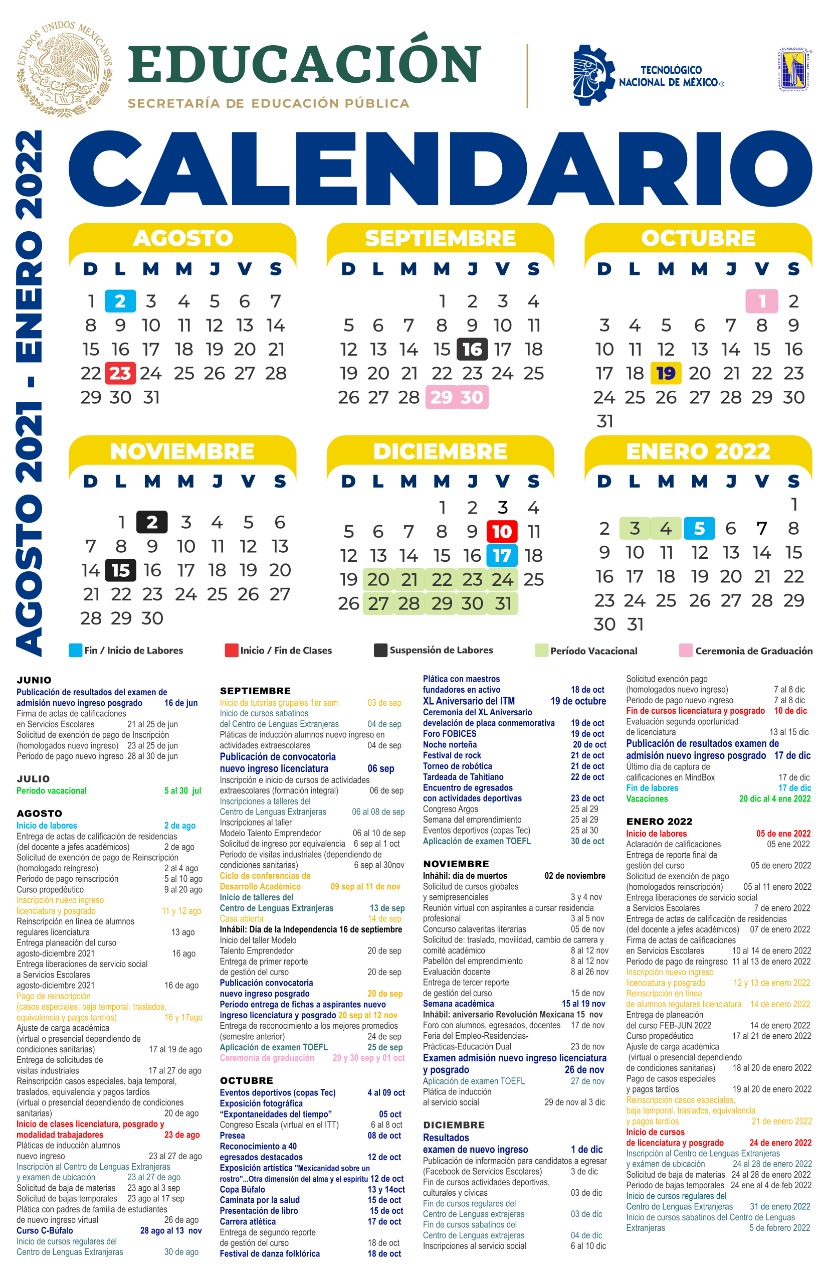 ESTADOS UNIDOS MEXICANOS
EDUCACIÓN
SECRETARÍA DE EDUCACIÓN PÚBLICA
TECNOLÓGICO
NACIONAL DE MÉXICO
AGOSTO 2021 - ENERO 2022
CALENDARIO
AGOSTO
D L M M J V S
1 2 3 4 5 6 7
8 9 10 11 12 13 14
15 16 17 18 19 20 21
22 23 24 25 26 27 28
29 30 31
SEPTIEMBRE
D L M M J V S
1 2 3 4
5 6 7 8 9 10 11
12 13 14 15 16 17 18
19 20 21 22 23 24 25
26 27 28 29 30
OCTUBRE
D L M M J V S
1 2
3 4 5 6 7 8 9
10 11 12 13 14 15 16
17 18 19 20 21 22 23
24 25 26 27 28 29 30
31
NOVIEMBRE
D L M M J V S
1 2 3 4 5 6
7 8 9 10 11 12 13
14 15 16 17 18 19 20
21 22 23 24 25 26 27
28 29 30
DICIEMBRE
D L M M J V S
1 2 3 4
5 6 7 8 9 10 11
12 13 14 15 16 17 18
19 20 21 22 23 24 25
26 27 28 29 30 31
ENERO 2022
D L M M J V S
1
2 3 4 5 6 7 8
9 10 11 12 13 14 15
16 17 18 19 20 21 22
23 24 25 26 27 28 29
30 31
Fin / Inicio de Labores
Inicio / Fin de Clases
Suspensión de Labores
Período Vacacional
Ceremonia de Graduación
JUNIO
Publicación de resultados del examen de
admisión nuevo ingreso posgrado 16 de jun
Firma de actas de calificaciones
en Servicios Escolares 21 al 25 de jun
Solicitud de exención de pago de Inscripción
(homologados nuevo ingreso) 23 al 25 de jun
Periodo de pago nuevo ingreso 28 al 30 de jun
JULIO
Periodo vacacional 5 al 30 jul
AGOSTO
Inicio de labores 2 de ago
Entrega de actas de calificación de residencias
(del docente a jefes académicos) 2 de ago
Solicitud de exención de pago de Reinscripción
(homologado reingreso) 2 al 4 ago
Periodo de pago reinscripción 5 al 10 ago
Curso propedéutico 9 al 20 ago
Inscripción nuevo ingreso
licenciatura y posgrado 11 y 12 ago
Reinscripción en línea de alumnos
regulares licenciatura 13 ago
Entrega planeación del curso
agosto-diciembre 2021 16 ago
Entrega liberaciones de servicio social
a Servicios Escolares
agosto-diciembre 2021 16 ago
Pago de reinscripción
(casos especiales, baja temporal, traslados,
equivalencia y pagos tardíos) 16 y 17ago
Ajuste de carga académica
(virtual o presencial dependiendo de
condiciones sanitarias) 17 al 19 de ago
Entrega de solicitudes de
visitas industriales 17 al 27 de ago
Reinscripción casos especiales, baja temporal,
traslados, equivalencia y pagos tardíos
(virtual o presencial dependiendo de condiciones
sanitarias) 20 de ago
Inicio de clases licenciatura, posgrado y
modalidad trabajadores 23 de ago
Pláticas de inducción alumnos
nuevo ingreso 23 al 27 de ago
Inscripción al Centro de Lenguas Extranjeras
y examen de ubicación 23 al 27 de ago
Solicitud de bajas de materias 23 ago al 3 sep
Solicitud de bajas temporales 23 ago al 17 sep
Plática con padres de familia de estudiantes
de nuevo ingreso virtual 26 de ago
Curso C-Búfalo 28 ago al 13 nov
Inicio de cursos regulares del
Centro de Lenguas Extranjeras 30 de ago
SEPTIEMBRE
Inicio de tutorias grupales 1er sem 03 de sep
Inicio de cursos sabatinos
del Centro de Lenguas Extranjeras 04 de sep
Pláticas de inducción alumnos nuevo ingreso en
actividades extraescolares 04 de sep
Publicación de convocatoria
nuevo ingreso licenciatura 06 sep
Inscripción e inicio de cursos de actividades
extraescolares (formación integral) 06 de sep
Inscripciones a talleres del
Centro de Lenguas Extranjeras 06 al 08 de sep
Inscripciones al taller
Modelo Talento Emprendedor 06 al 10 de sep
Solicitud de ingreso por equivalencia 6 sep al 1 oct
Periodo de visitas industriales (dependiendo de
condiciones sanitarias) 6 sep al 30nov
Ciclo de conferencias de
Desarrollo Académico 09 sep al 11 de nov
Inicio de talleres del
Centro de Lenguas Extranjeras 13 de sep
Casa abierta 14 de sep
Inhábil: Día de la Independencia 16 de septiembre
Inicio del taller Modelo
Talento Emprendedor 20 de sep
Entrega de primer reporte
de gestión del curso 20 de sep
Publicación convocatoria
nuevo ingreso posgrado 20 de sep
Periodo entrega de fichas a aspirantes nuevo
ingreso licenciatura y posgrado 20 sep al 12 nov
Entrega de reconocimiento a los mejores promedios
(semestre anterior) 24 de sep
Aplicación de examen TOEFL 25 de sep
Ceremonia de graduación 29 y 30 sep y 01 oct
OCTUBRE
Eventos deportivos (copas Tec) 4 al 09 oct
Exposición fotográfica
“Expontaneidades del tiempo” 05 oct
Congreso Escala (virtual en el ITT) 6 al 8 oct
Presea 08 de oct
Reconocimiento a 40
egresados destacados 12 de oct
Exposición artística “Mexicanidad sobre un
rostro”...Otra dimensión del alma y el espiritu 12 de oct
Copa Búfalo 13 y 14oct
Caminata por la salud 15 de oct
Presentación de libro 15 de oct
Carrera atlética 17 de oct
Entrega de segundo reporte
de gestión del curso 18 de oct
Festival de danza folklórica 18 de oct
Plática con maestros
fundadores en activo 18 de oct
XL Aniversario del ITM 19 de octubre
Ceremonia del XL Aniversario
develación de placa conmemorativa 19 de oct
Foro FOBICES 19 de oct
Noche norteña 20 de oct
Festival de rock 21 de oct
Torneo de robótica 21 de oct
Tardeada de Tahitiano 22 de oct
Encuentro de egresados
con actividades deportivas 23 de oct
Congreso Argos 25 al 29
Semana del emprendimiento 25 al 29
Eventos deportivos (copas Tec) 25 al 30
Aplicación de examen TOEFL 30 de oct
NOVIEMBRE
Inhábil: dia de muertos 02 de noviembre
Solicitud de cursos globales
y semipresenciales 3 y 4 nov
Reunión virtual con aspirantes a cursar residencia
profesional 3 al 5 nov
Concurso calaveritas literarias 05 de nov
Solicitud de: traslado, movilidad, cambio de carrera y
comité académico 8 al 12 nov
Pabellón del emprendimiento 8 al 12 nov
Evaluación docente 8 al 26 nov
Entrega de tercer reporte
de gestión del curso 15 de nov
Semana académica 15 al 19 nov
Inhábil: aniversario Revolución Mexicana 15 nov
Foro con alumnos, egresados, docentes 17 de nov
Feria del Empleo-Residencias-
Prácticas-Educación Dual 23 de nov
Examen admisión nuevo ingreso licenciatura
y posgrado 26 de nov
Aplicación de examen TOEFL 27 de nov
Plática de inducción
al servicio social 29 de nov al 3 dic
DICIEMBRE
Resultados
examen de nuevo ingreso 1 de dic
Publicación de información para candidatos a egresar
(Facebook de Servicios Escolares) 3 de dic
Fin de cursos actividades deportivas,
culturales y cívicas 03 de dic
Fin de cursos regulares del
Centro de Lenguas extrajeras 03 de dic
Fin de cursos sabatinos del
Centro de Lenguas extrajeras 04 de dic
Inscripciones al servicio social 6 al 10 dic
Solicitud exención pago
(homologados nuevo ingreso) 7 al 8 dic
Periodo de pago nuevo ingreso 7 al 8 dic
Fin de cursos licenciatura y posgrado 10 de dic
Evaluación segunda oportunidad
de licenciatura 13 al 15 dic
Publicación de resultados examen de
admisión nuevo ingreso posgrado 17 de dic
Último día de captura de
calificaciones en MindBox 17 de dic
Fin de labores 17 de dic
Vacaciones 20 dic al 4 ene 2022
ENERO 2022
Inicio de labores 05 de ene 2022
Aclaración de calificaciones 05 ene 2022
Entrega de reporte final de
gestión del curso 05 de enero 2022
Solicitud de exención de pago
(homologados reinscripción) 05 al 11 enero 2022
Entrega liberaciones de servicio social
a Servicios Escolares 7 de enero 2022
Entrega de actas de calificación de residencias
(del docente a jefes académicos) 07 de enero 2022
Firma de actas de calificaciones
en Servicios Escolares 10 al 14 de enero 2022
Periodo de pago de reingreso 11 al 13 de enero 2022
Inscripción nuevo ingreso
licenciatura y posgrado 12 y 13 de enero 2022
Reinscripción en línea
de alumnos regulares licenciatura 14 de enero 2022
Entrega de planeación
del curso FEB-JUN 2022 14 de enero 2022
Curso propedéutico 17 al 21 de enero 2022
Ajuste de carga académica
(virtual o presencial dependiendo
de condiciones sanitarias) 18 al 20 de enero 2022
Pago de casos especiales
y pagos tardíos 19 al 20 de enero 2022
Reinscripción casos especiales,
baja temporal, traslados, equivalencia
y pagos tardíos 21 de enero 2022
Inicio de cursos
de licenciatura y posgrado 24 de enero 2022
Inscripción al Centro de Lenguas Extranjeras
y exámen de ubicación 24 al 28 de enero 2022
Solicitud de baja de materias 24 al 28 de enero 2022
Periodo de bajas temporales 24 ene al 4 de feb 2022
Inicio de cursos regulares del
Centro de Lenguas Extranjeras 31 de enero 2022
Inicio de cursos sabatinos del Centro de Lenguas
Extranjeras 5 de febrero 2022